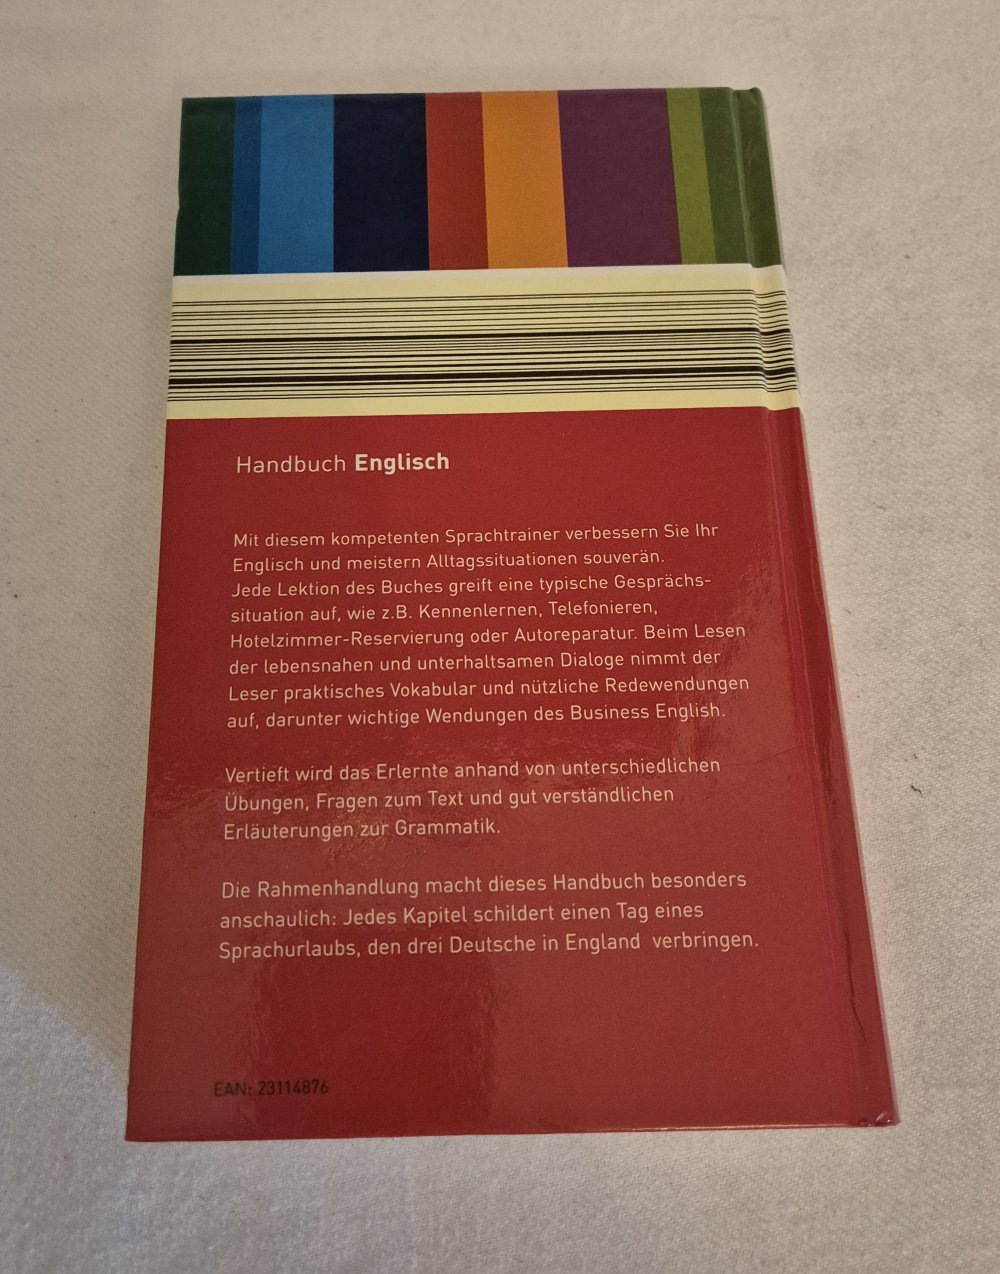 Handbuch Englisch
Mit diesem kompetenten Sprachtrainer verbessern Sie Ihr
Englisch und meistern Alltagssituationen souverän.
Jede Lektion des Buches greift eine typische Gesprächs-
situation auf, wie z.B. Kennenlernen, Telefonieren,
Hotelzimmer-Reservierung oder Autoreparatur. Beim Lesen
der lebensnahen und unterhaltsamen Dialoge nimmt der
Leser praktisches Vokabular und nützliche Redewendungen
auf, darunter wichtige Wendungen des Business English.
Vertieft wird das Erlernte anhand von unterschiedlichen
Übungen, Fragen zum Text und gut verständlichen
Erläuterungen zur Grammatik.
Die Rahmenhandlung macht dieses Handbuch besonders
anschaulich: Jedes Kapitel schildert einen Tag eines
Sprachurlaubs, den drei Deutsche in England verbringen.
EAN: 23114876